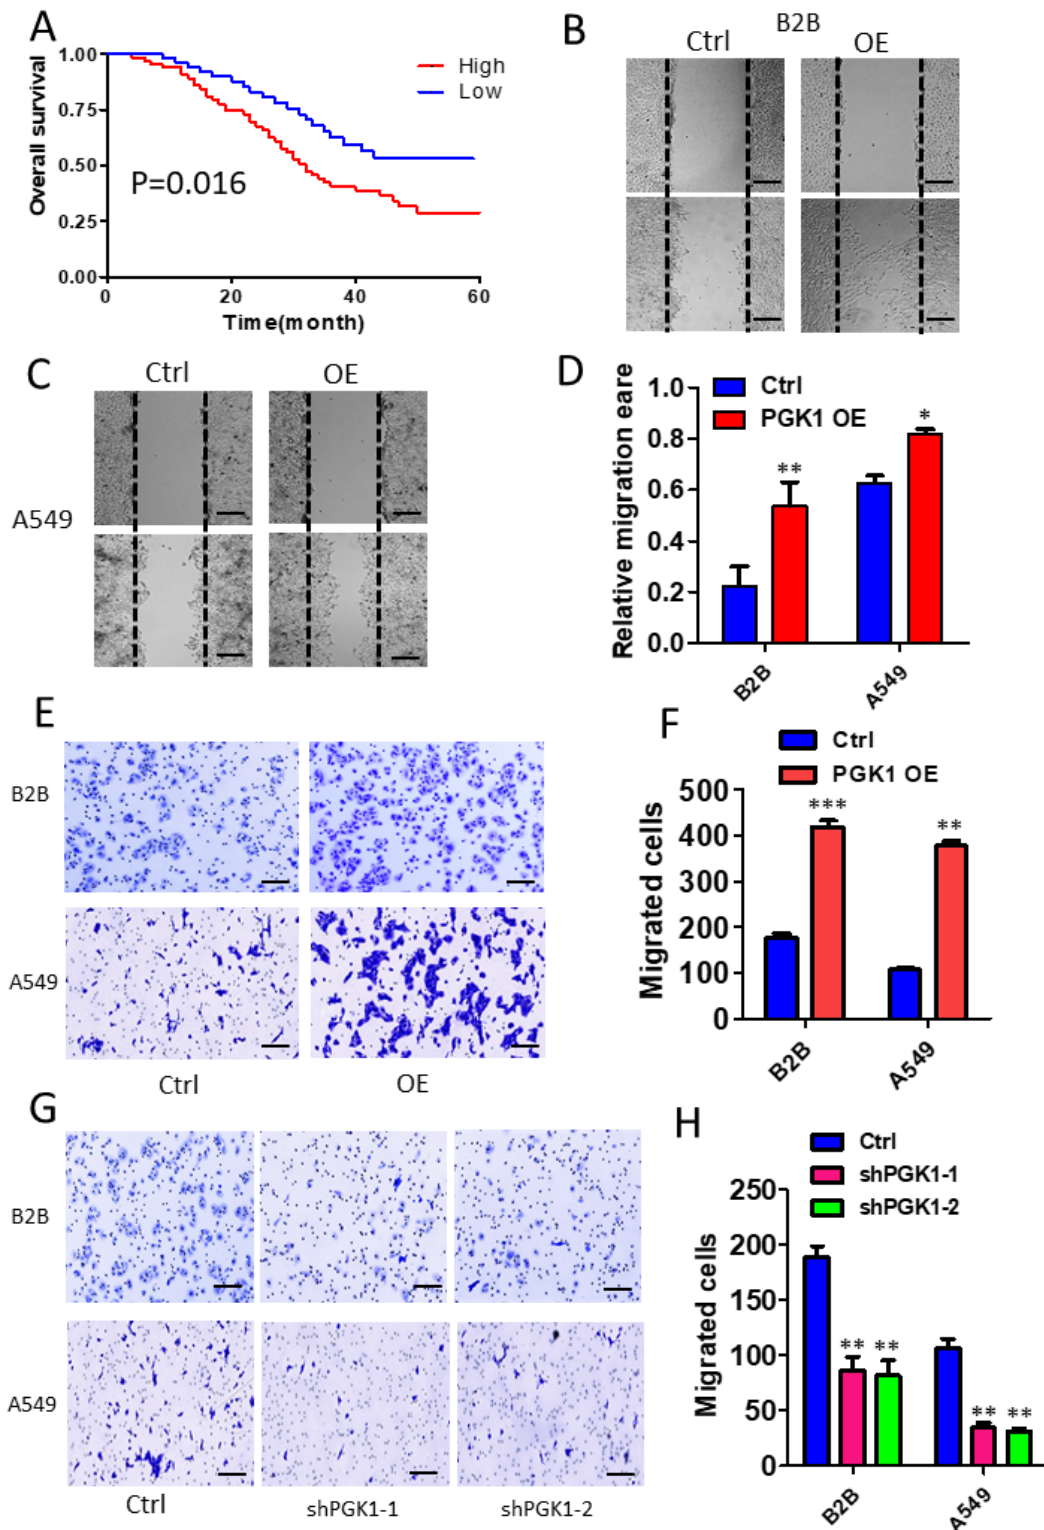 A
1.00
0.75
0.50
0.25
0.00
Overall survival
High
Low
P=0.016
0 20 40 60
Time(month)
B
B2B
Ctrl OE
C
Ctrl OE
A549
D
Ctrl
PGK1 OE
1.0
0.8
0.6
0.4
0.2
0.0
Relative migration eare
**
*
B2B A549
E
B2B
A549
Ctrl OE
F
Ctrl
PGK1 OE
500
400
300
200
100
0
Migrated cells
***
**
B2B A549
G
B2B
A549
Ctrl shPGK1-1 shPGK1-2
H
Ctrl
shPGK1-1
shPGK1-2
250
200
150
100
50
0
Migrated cells
** **
** **
B2B A549